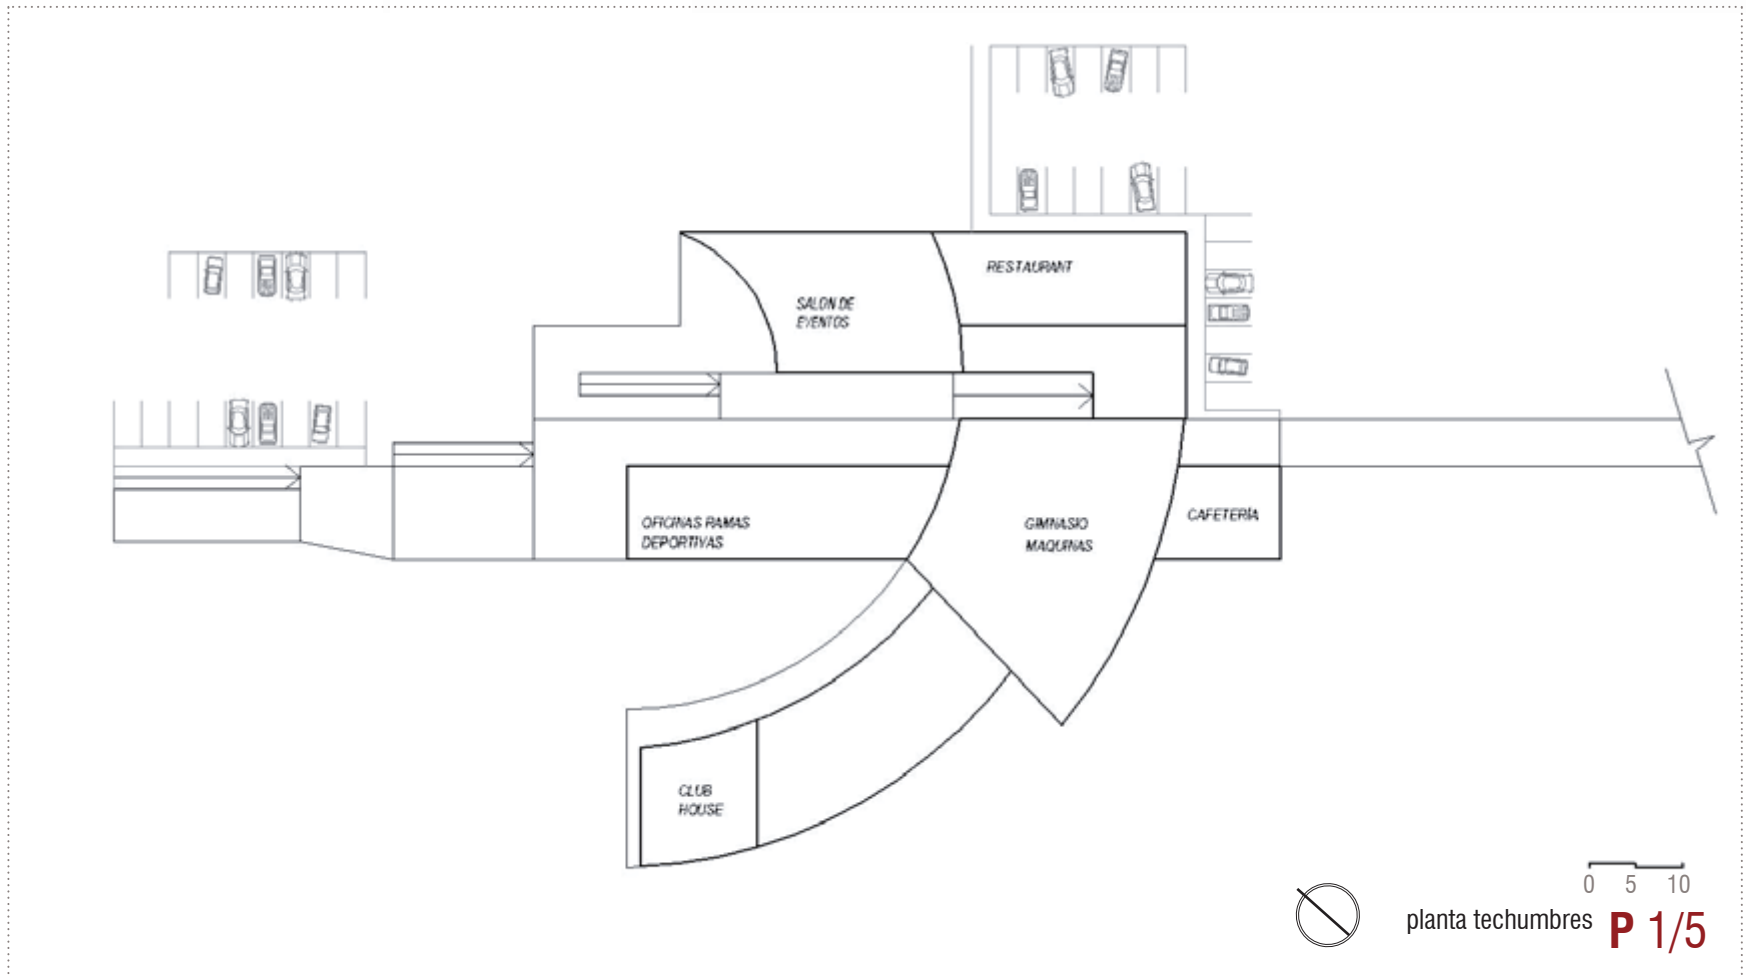 RESTAURANT
SALON DE
EVENTOS
OFICINAS RAMAS
DEPORTIVAS
GIMNASIO
MAQUINAS
CAFETERÍA
CLUB
HOUSE
0 5 10
planta techumbres P 1/5